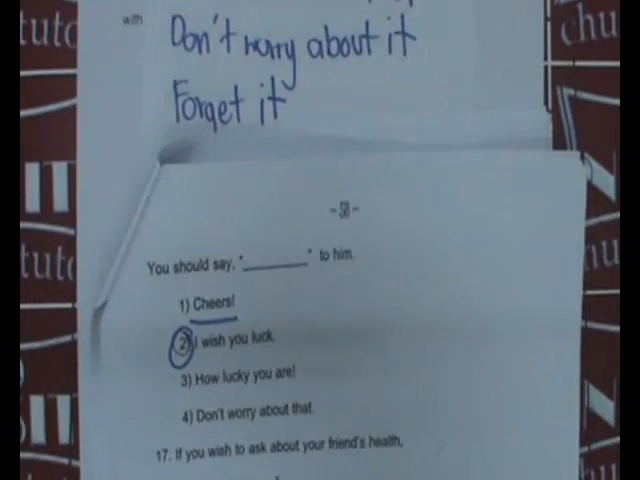 with
Don't worry about it
Forget it
- 58 -
You should say, "________" to him.
1) Cheers!
2) I wish you luck.
3) How lucky you are!
4) Don't worry about that.
17. If you wish to ask about your friend's health,